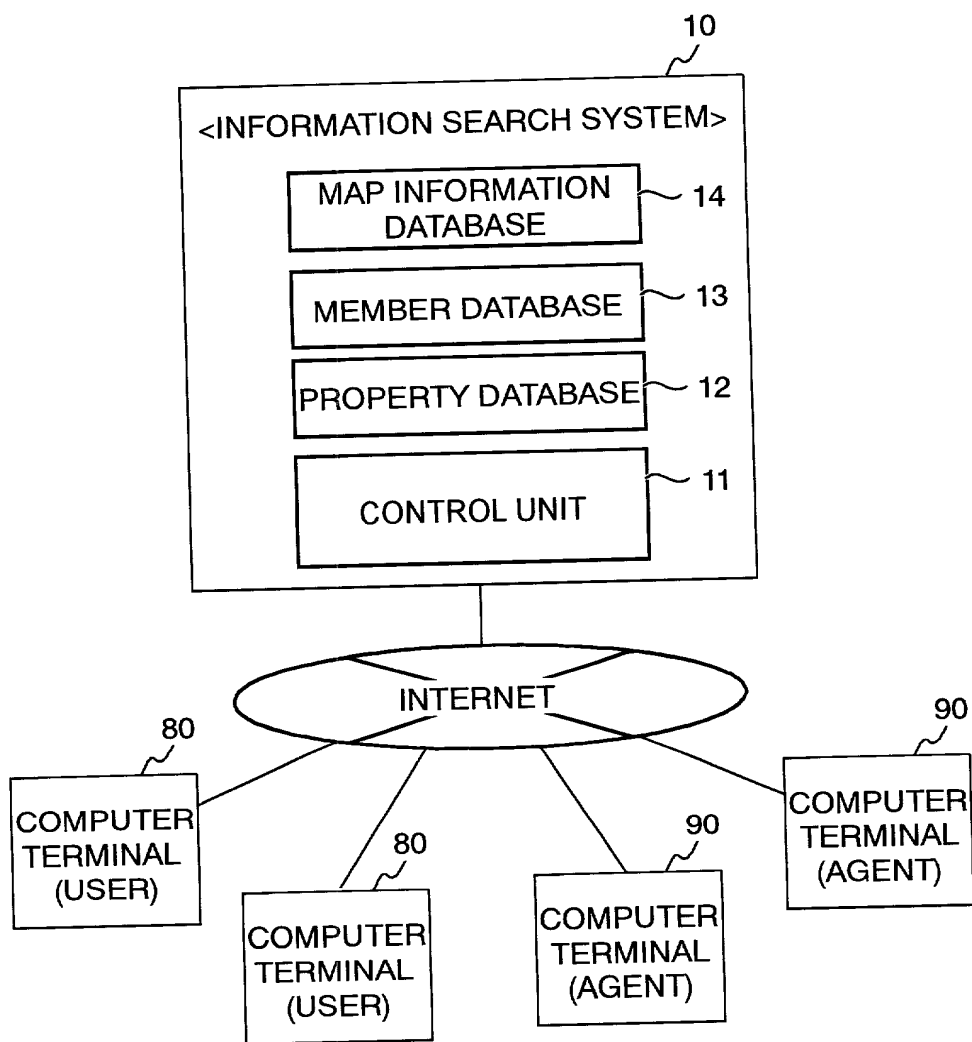 10
<INFORMATION SEARCH SYSTEM>
MAP INFORMATION
DATABASE
14
MEMBER DATABASE
13
PROPERTY DATABASE
12
CONTROL UNIT
11
INTERNET
80
COMPUTER
TERMINAL
(USER)
80
COMPUTER
TERMINAL
(USER)
90
COMPUTER
TERMINAL
(AGENT)
90
COMPUTER
TERMINAL
(AGENT)